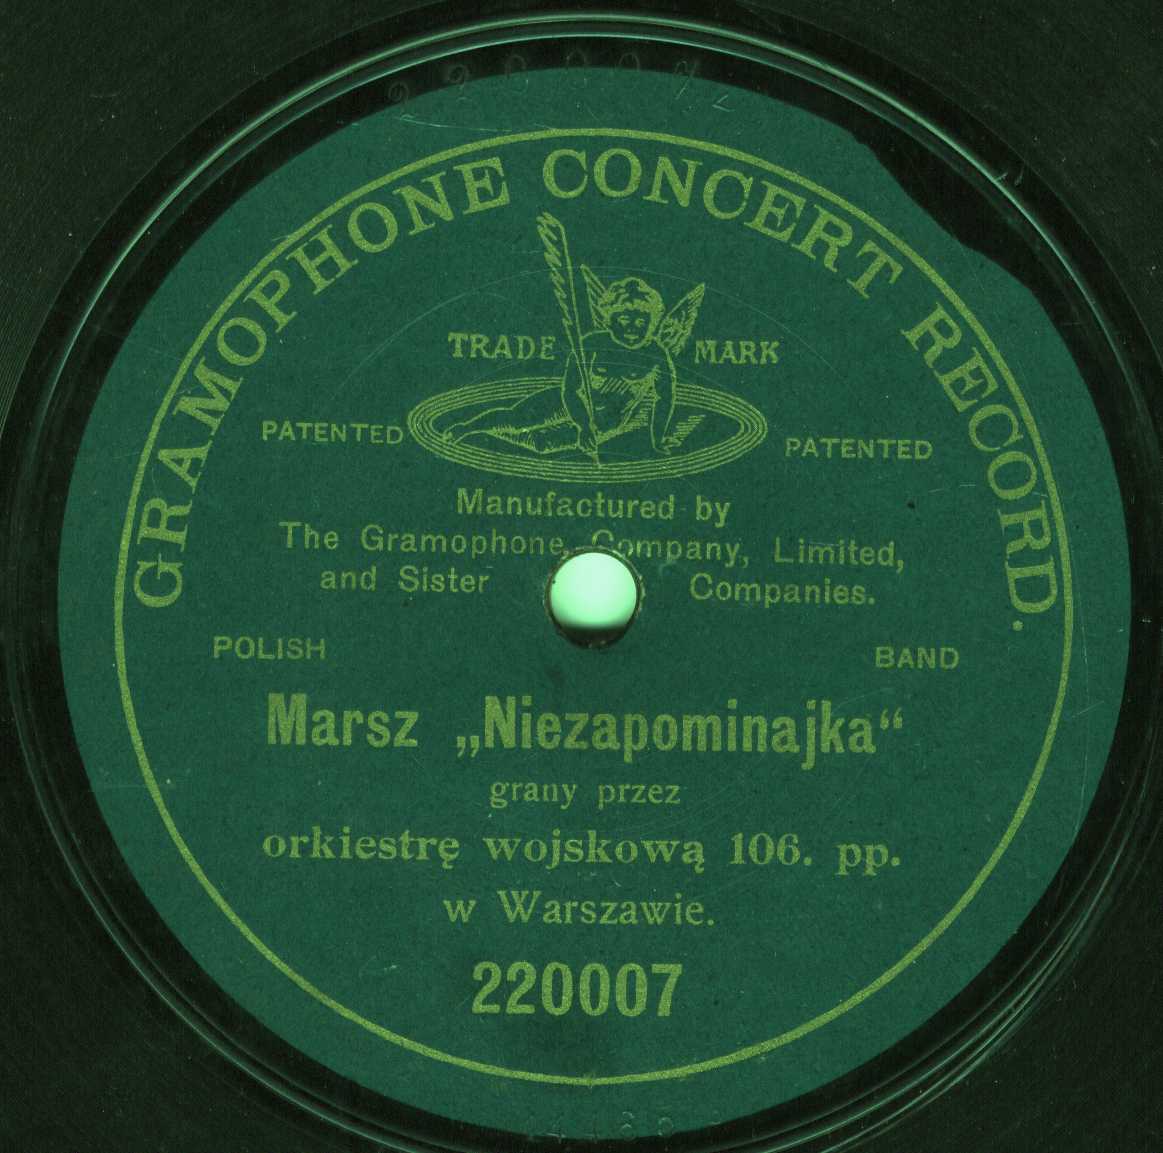 GRAMOPHONE CONCERT RECORD.
TRADE MARK
PATENTED PATENTED
Manufactured by
The Gramophone Company, Limited,
and Sister Companies.
POLISH BAND
Marsz „Niezapominajka“
grany przez
orkiestrę wojskową 106. pp.
w Warszawie.
220007